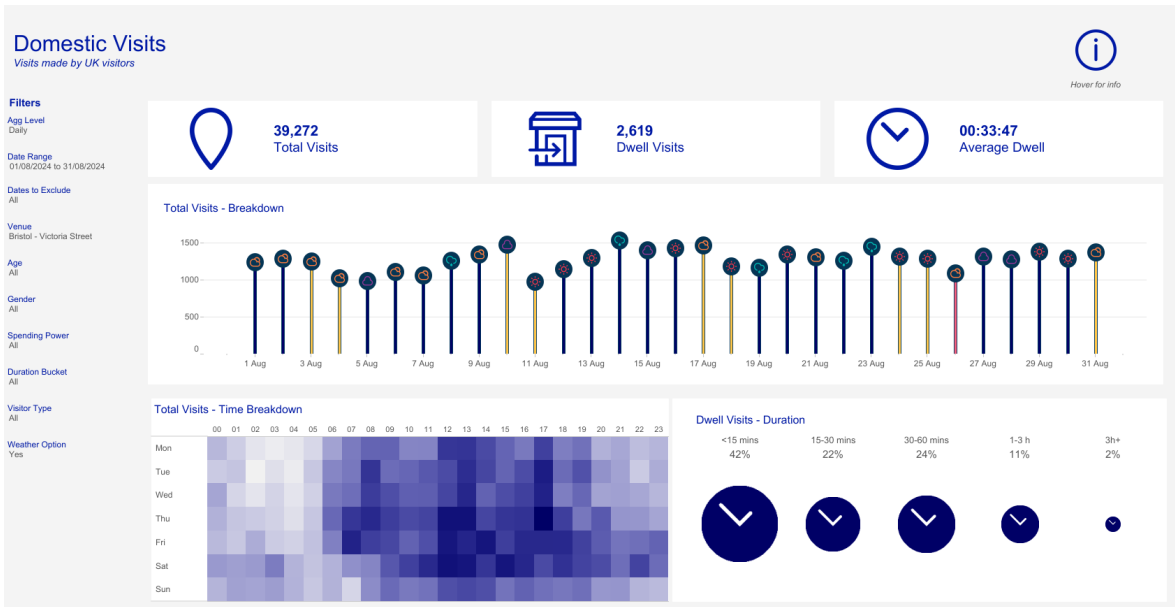 Domestic Visits
Visits made by UK visitors
Hover for info
Filters
Agg Level
Daily
Date Range
01/08/2024 to 31/08/2024
Dates to Exclude
All
Venue
Bristol - Victoria Street
Age
All
Gender
All
Spending Power
All
Duration Bucket
All
Visitor Type
All
Weather Option
Yes
39,272
Total Visits
2,619
Dwell Visits
00:33:47
Average Dwell
Total Visits - Breakdown
1500
1000
500
0
1 Aug 3 Aug 5 Aug 7 Aug 9 Aug 11 Aug 13 Aug 15 Aug 17 Aug 19 Aug 21 Aug 23 Aug 25 Aug 27 Aug 29 Aug 31 Aug
Total Visits - Time Breakdown
00 01 02 03 04 05 06 07 08 09 10 11 12 13 14 15 16 17 18 19 20 21 22 23
Mon
Tue
Wed
Thu
Fri
Sat
Sun
Dwell Visits - Duration
<15 mins 15-30 mins 30-60 mins 1-3 h 3h+
42% 22% 24% 11% 2%